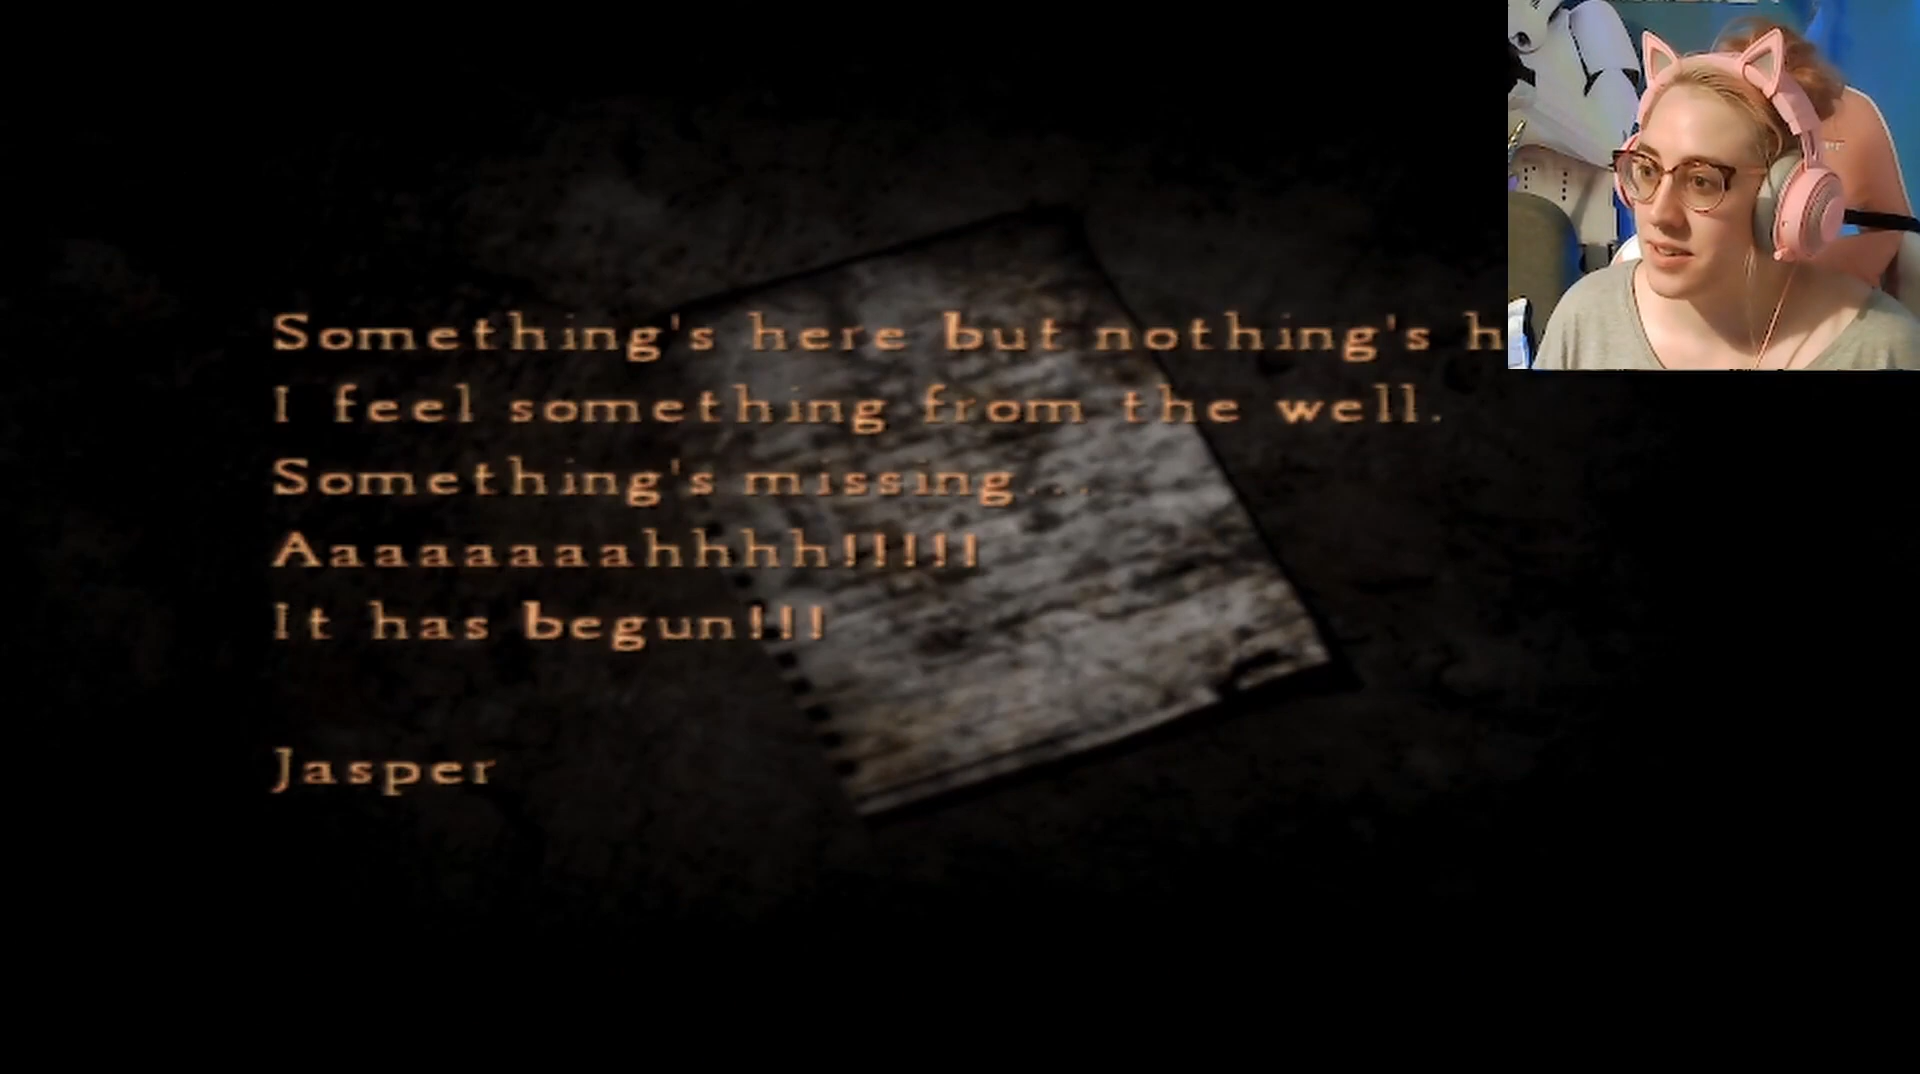 Something's here but nothing's
I feel something from the well.
Something's missing...
Aaaaaaaahhhh!!!!!
It has begun!!!
Jasper